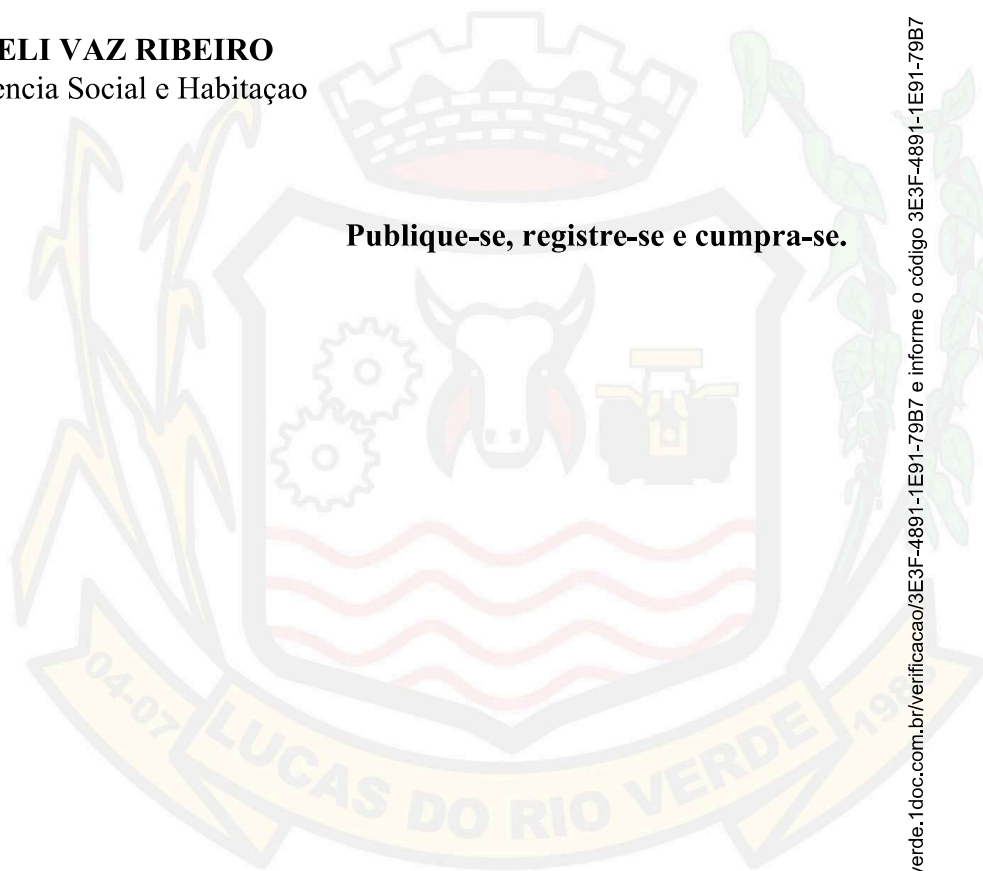 ELI VAZ RIBEIRO
encia Social e Habitaçao
Publique-se, registre-se e cumpra-se.
04-07
LUCAS DO RIO VERDE
1988
verde.1doc.com.br/verificacao/3E3F-4891-1E91-79B7 e informe o código 3E3F-4891-1E91-79B7